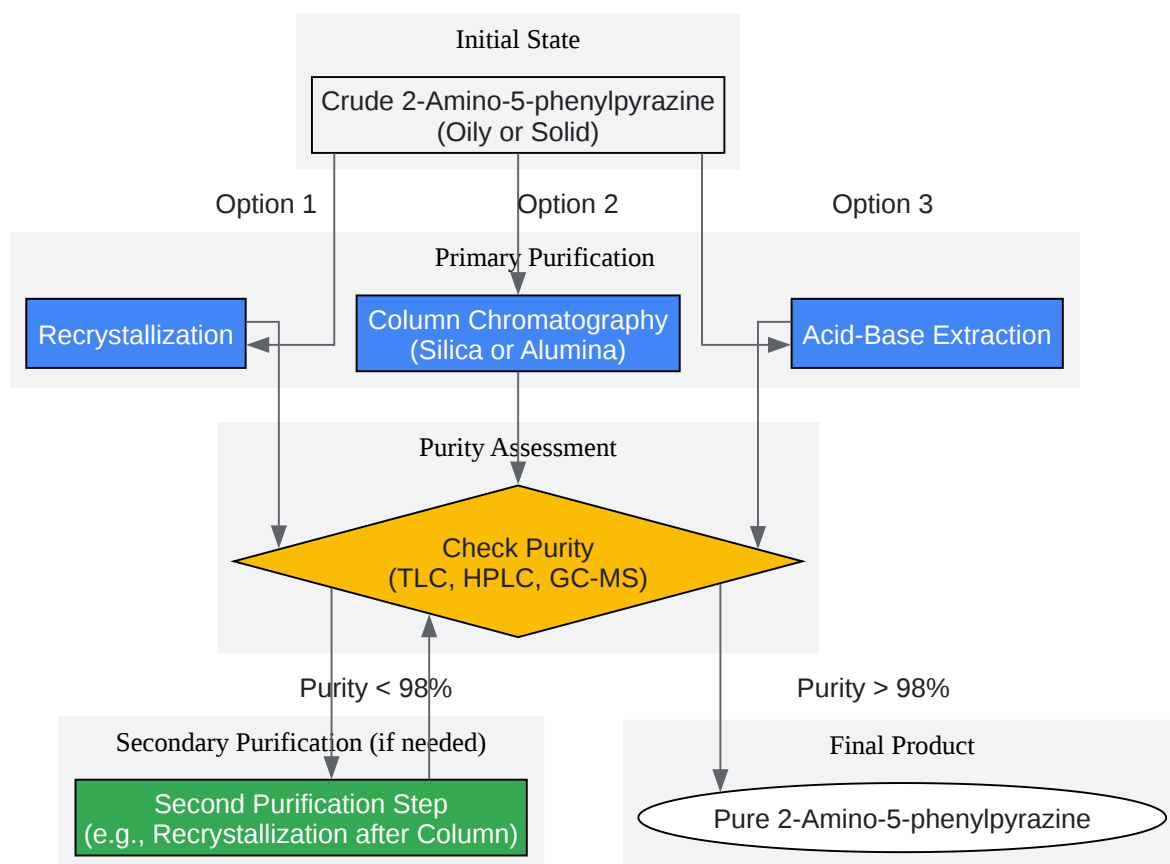 Initial State
Crude 2-Amino-5-phenylpyrazine
(Oily or Solid)
Option 1
Option 2
Option 3
Primary Purification
Recrystallization
Column Chromatography
(Silica or Alumina)
Acid-Base Extraction
Purity Assessment
Check Purity
(TLC, HPLC, GC-MS)
Purity < 98%
Purity > 98%
Secondary Purification (if needed)
Second Purification Step
(e.g., Recrystallization after Column)
Final Product
Pure 2-Amino-5-phenylpyrazine